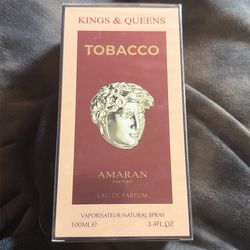 KINGS & QUEENS
TOBACCO
AMARAN
PARFUMS
EAU DE PARFUM
VAPORISATEUR-NATURAL SPRAY
100ML℮ 3.4FL.OZ